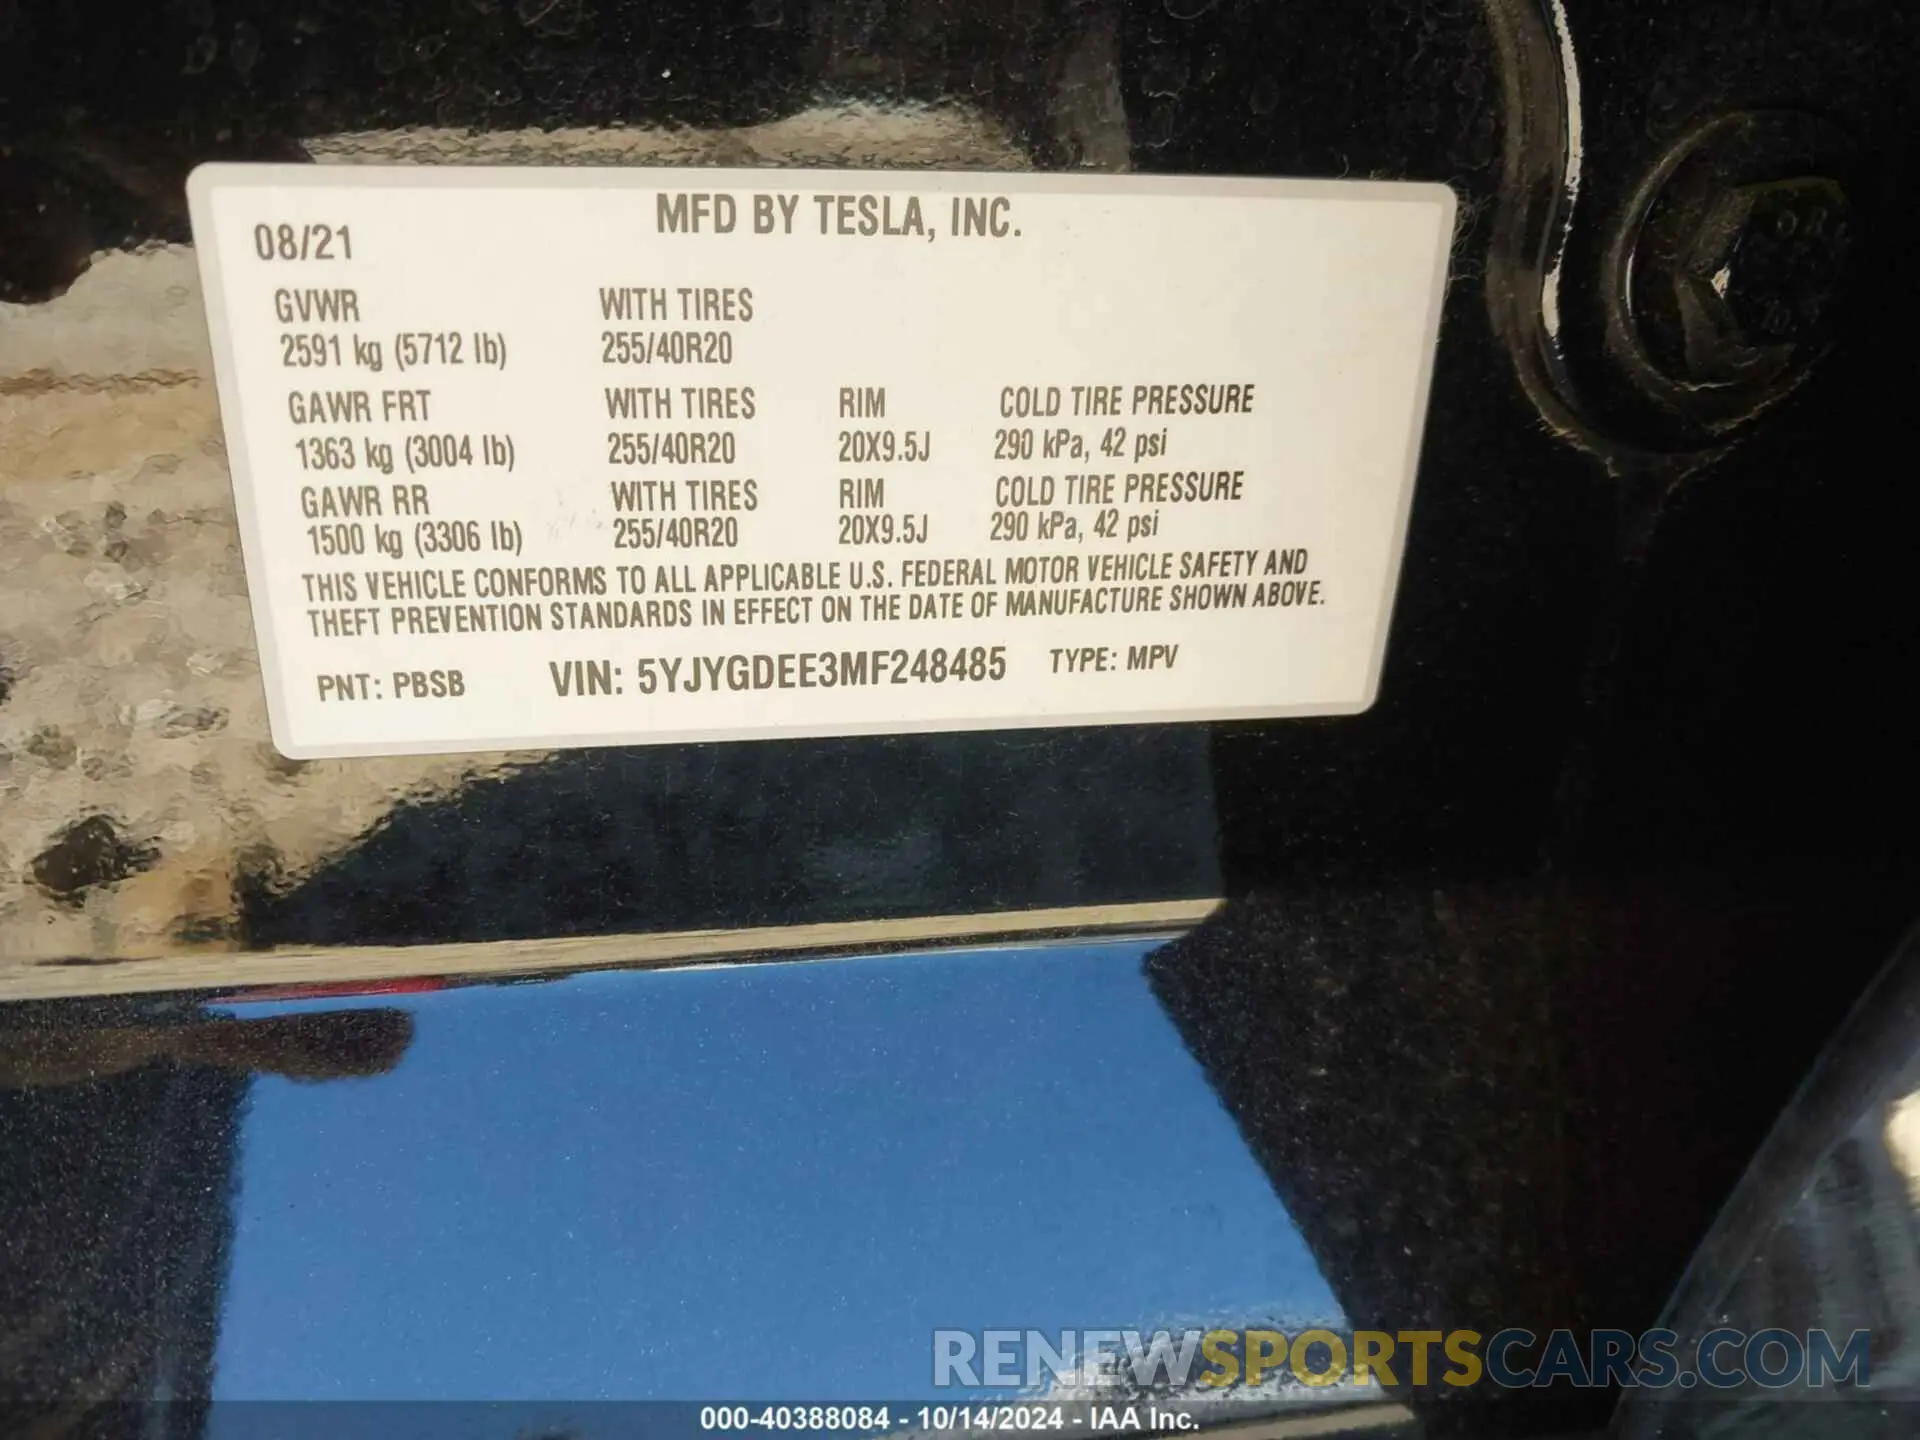 08/21 MFD BY TESLA, INC.
GVWR WITH TIRES
2591 kg (5712 lb) 255/40R20
GAWR FRT WITH TIRES RIM COLD TIRE PRESSURE
1363 kg (3004 lb) 255/40R20 20X9.5J 290 kPa, 42 psi
GAWR RR WITH TIRES RIM COLD TIRE PRESSURE
1500 kg (3306 lb) 255/40R20 20X9.5J 290 kPa, 42 psi
THIS VEHICLE CONFORMS TO ALL APPLICABLE U.S. FEDERAL MOTOR VEHICLE SAFETY AND
THEFT PREVENTION STANDARDS IN EFFECT ON THE DATE OF MANUFACTURE SHOWN ABOVE.
PNT: PBSB VIN: 5YJYGDEE3MF248485 TYPE: MPV
RENEWSPORTSCARS.COM
000-40388084 - 10/14/2024 - IAA Inc.